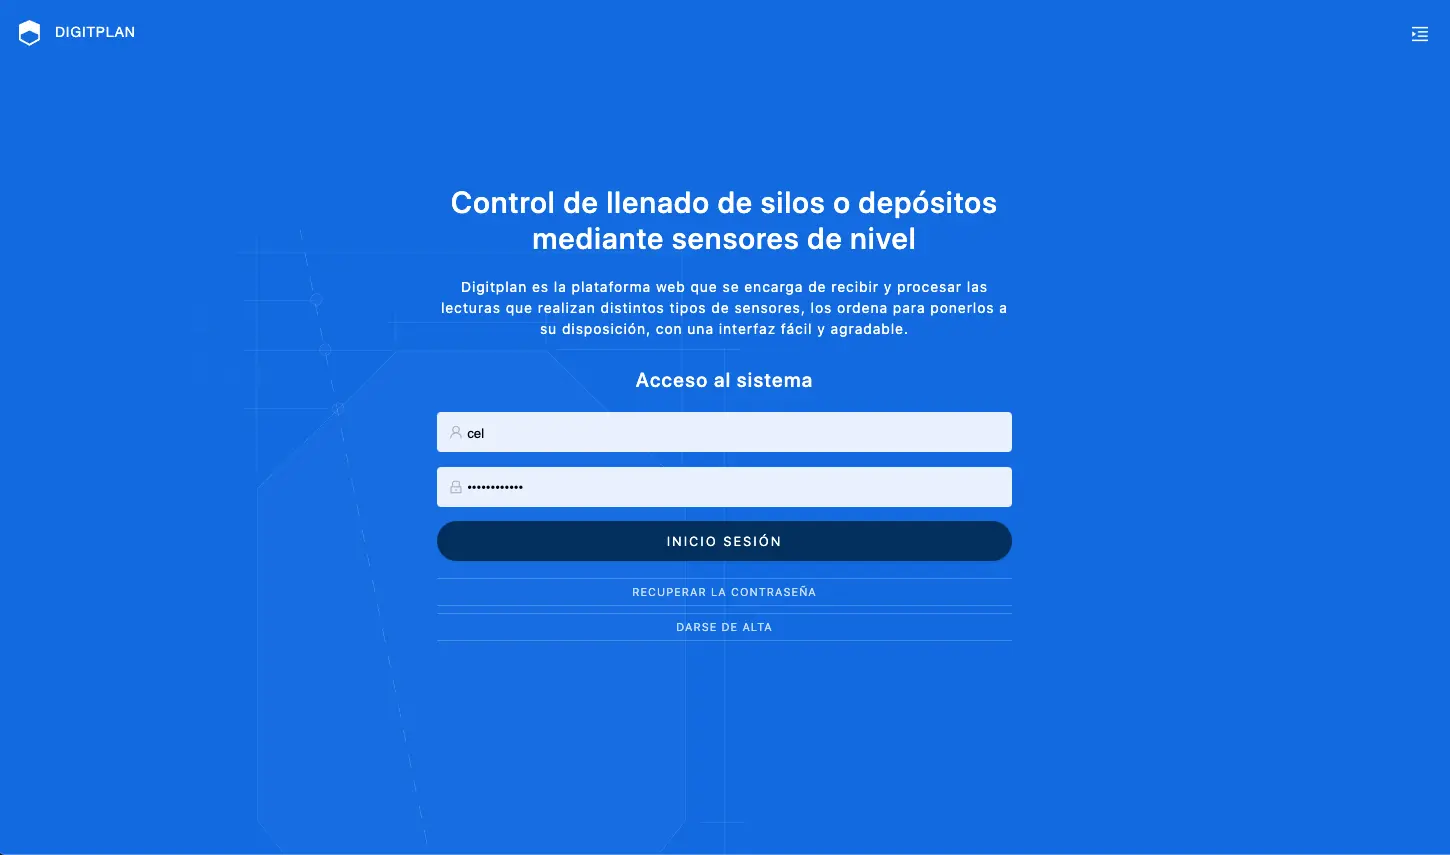 DIGITPLAN
Control de llenado de silos o depósitos
mediante sensores de nivel
Digitplan es la plataforma web que se encarga de recibir y procesar las
lecturas que realizan distintos tipos de sensores, los ordena para ponerlos a
su disposición, con una interfaz fácil y agradable.
Acceso al sistema
cel
••••••••••••
INICIO SESIÓN
RECUPERAR LA CONTRASEÑA
DARSE DE ALTA